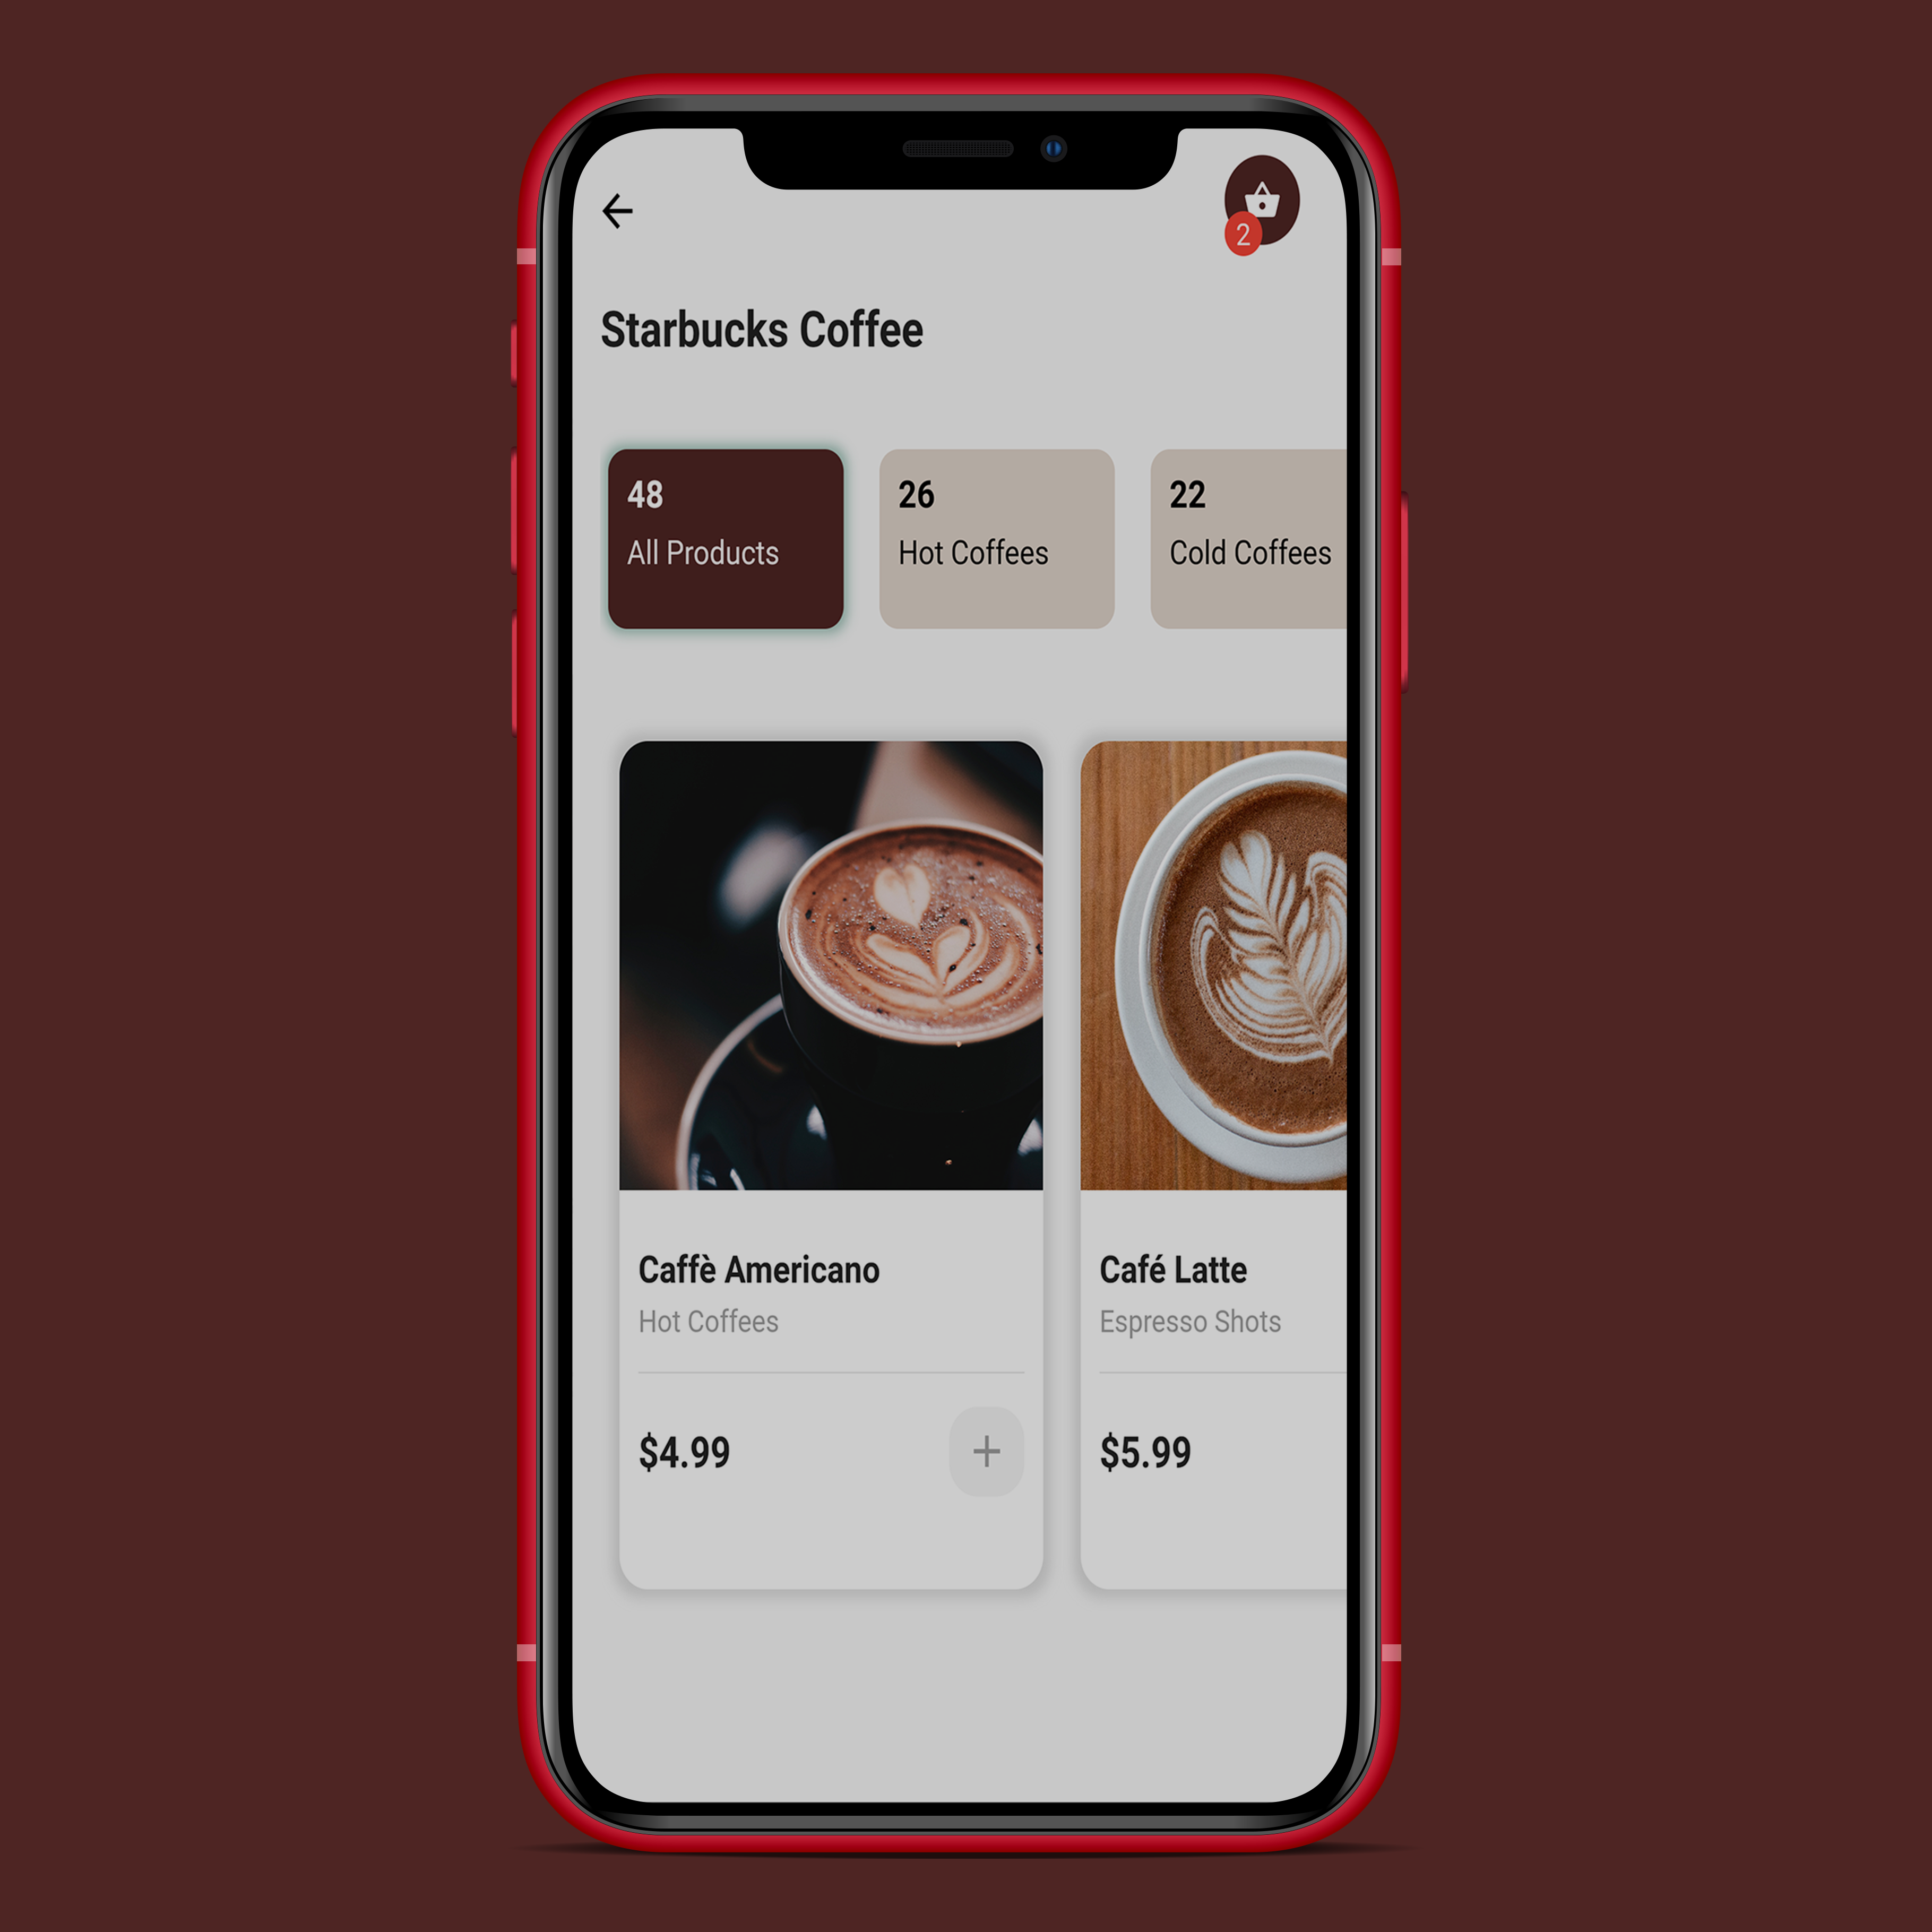 2
Starbucks Coffee
48
All Products
26
Hot Coffees
22
Cold Coffees
Caffè Americano
Hot Coffees
$4.99
+
Café Latte
Espresso Shots
$5.99